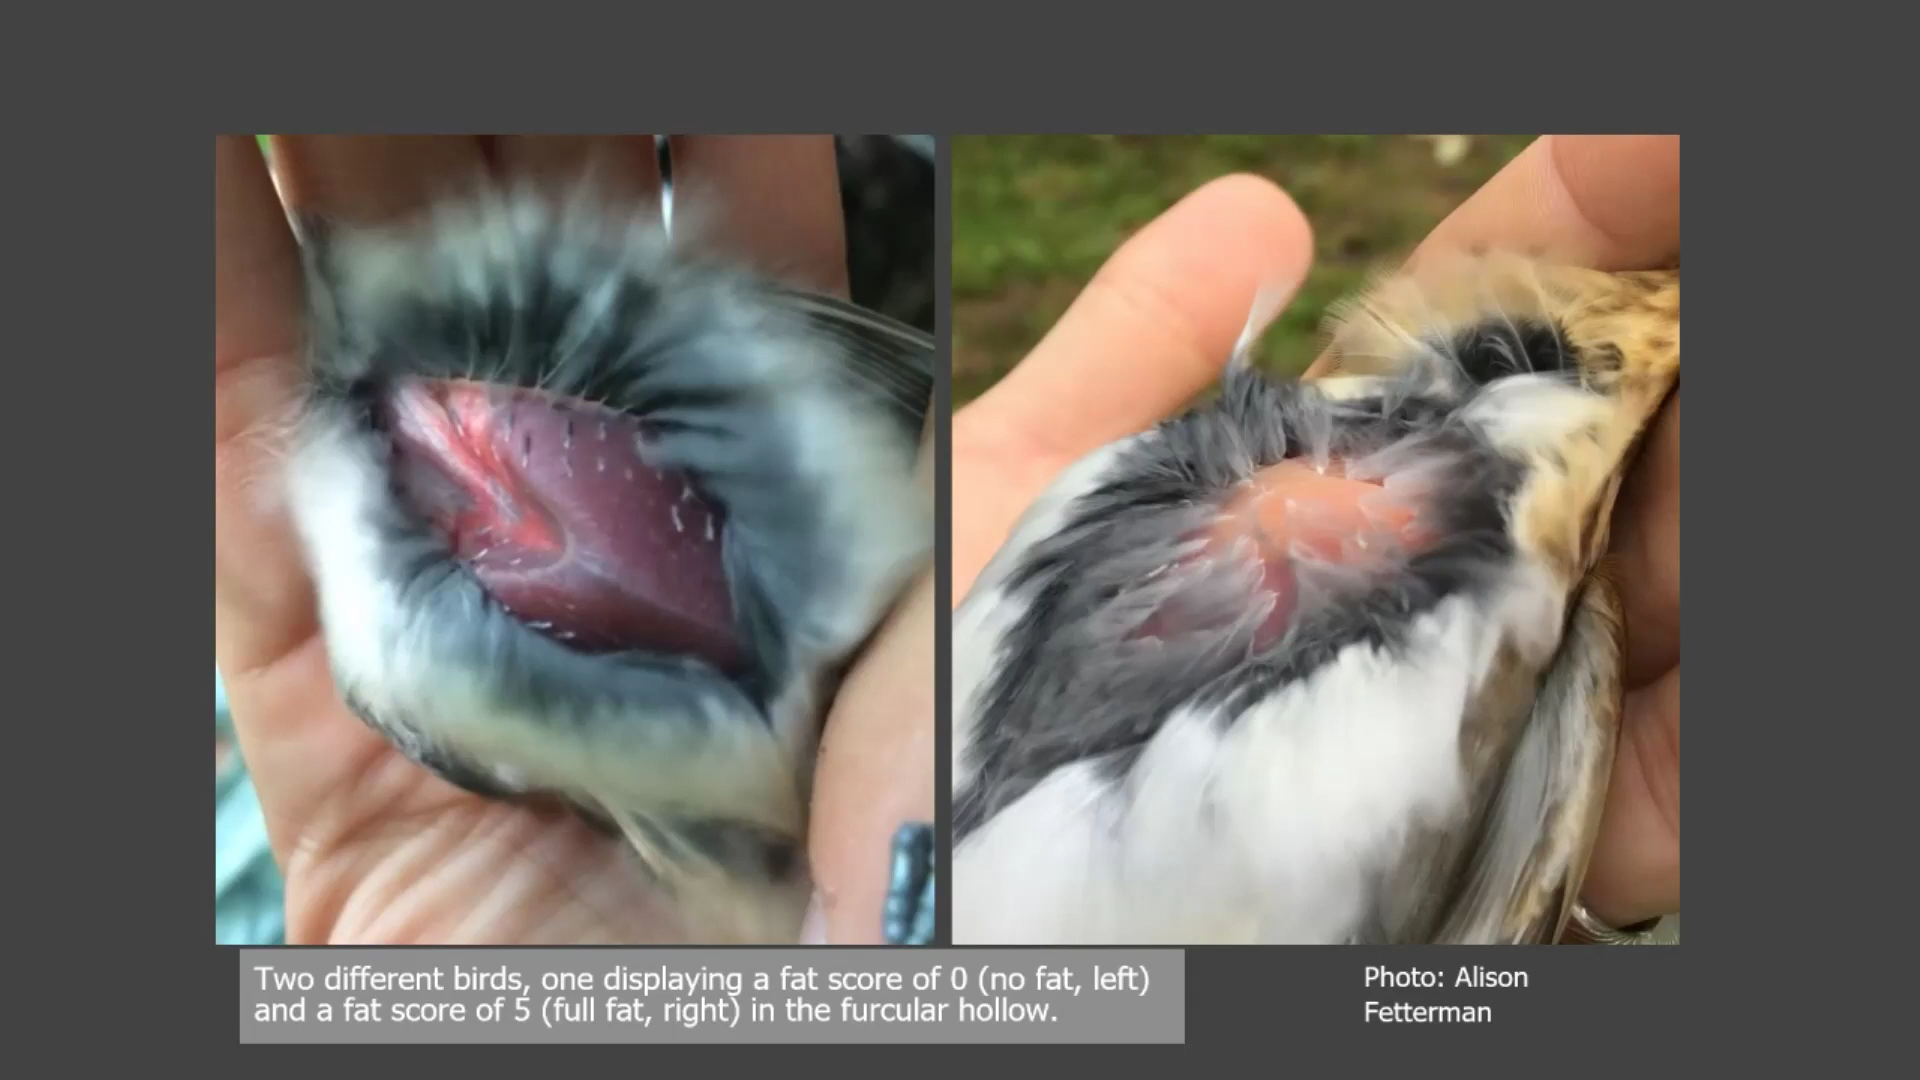 Two different birds, one displaying a fat score of 0 (no fat, left)
and a fat score of 5 (full fat, right) in the furcular hollow.
Photo: Alison
Fetterman